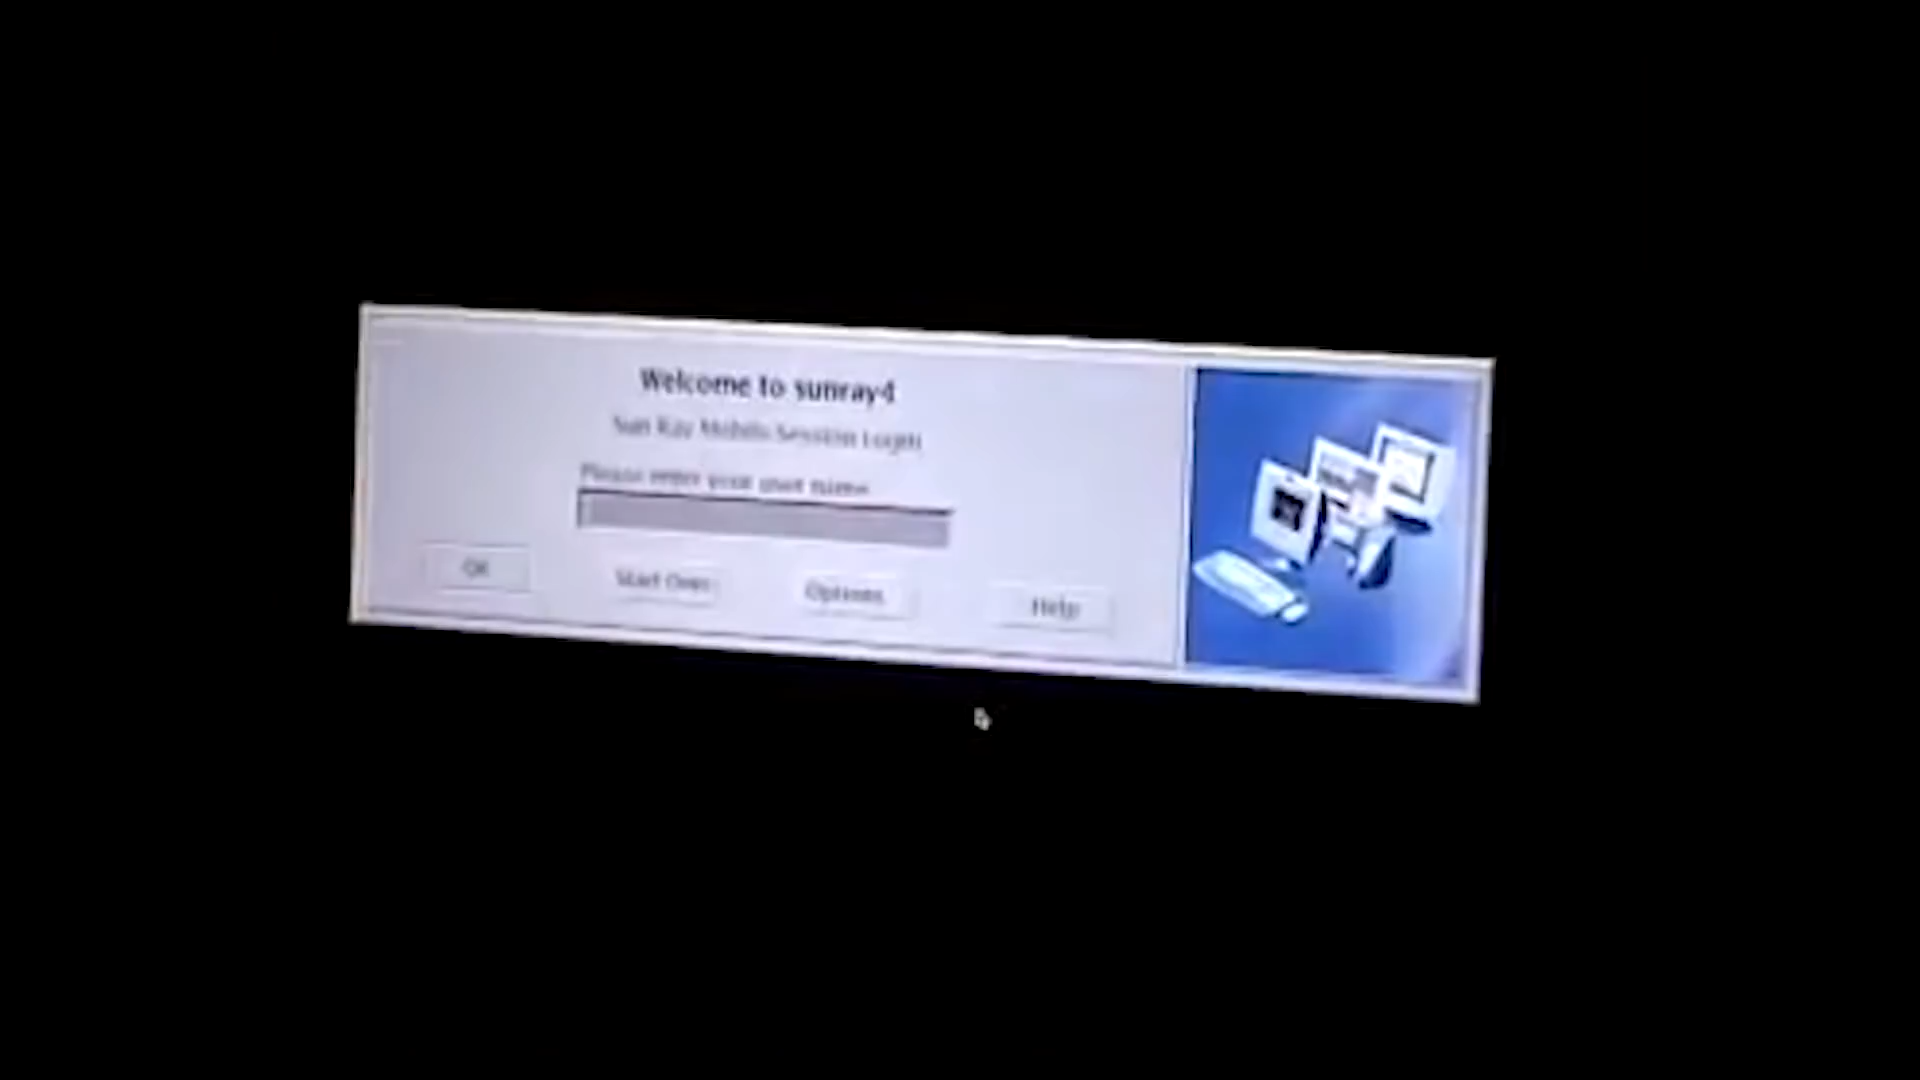 Welcome to sunray4
Sun Ray Mobile Session Login
Please enter your user name
OK
Start Over
Options
Help